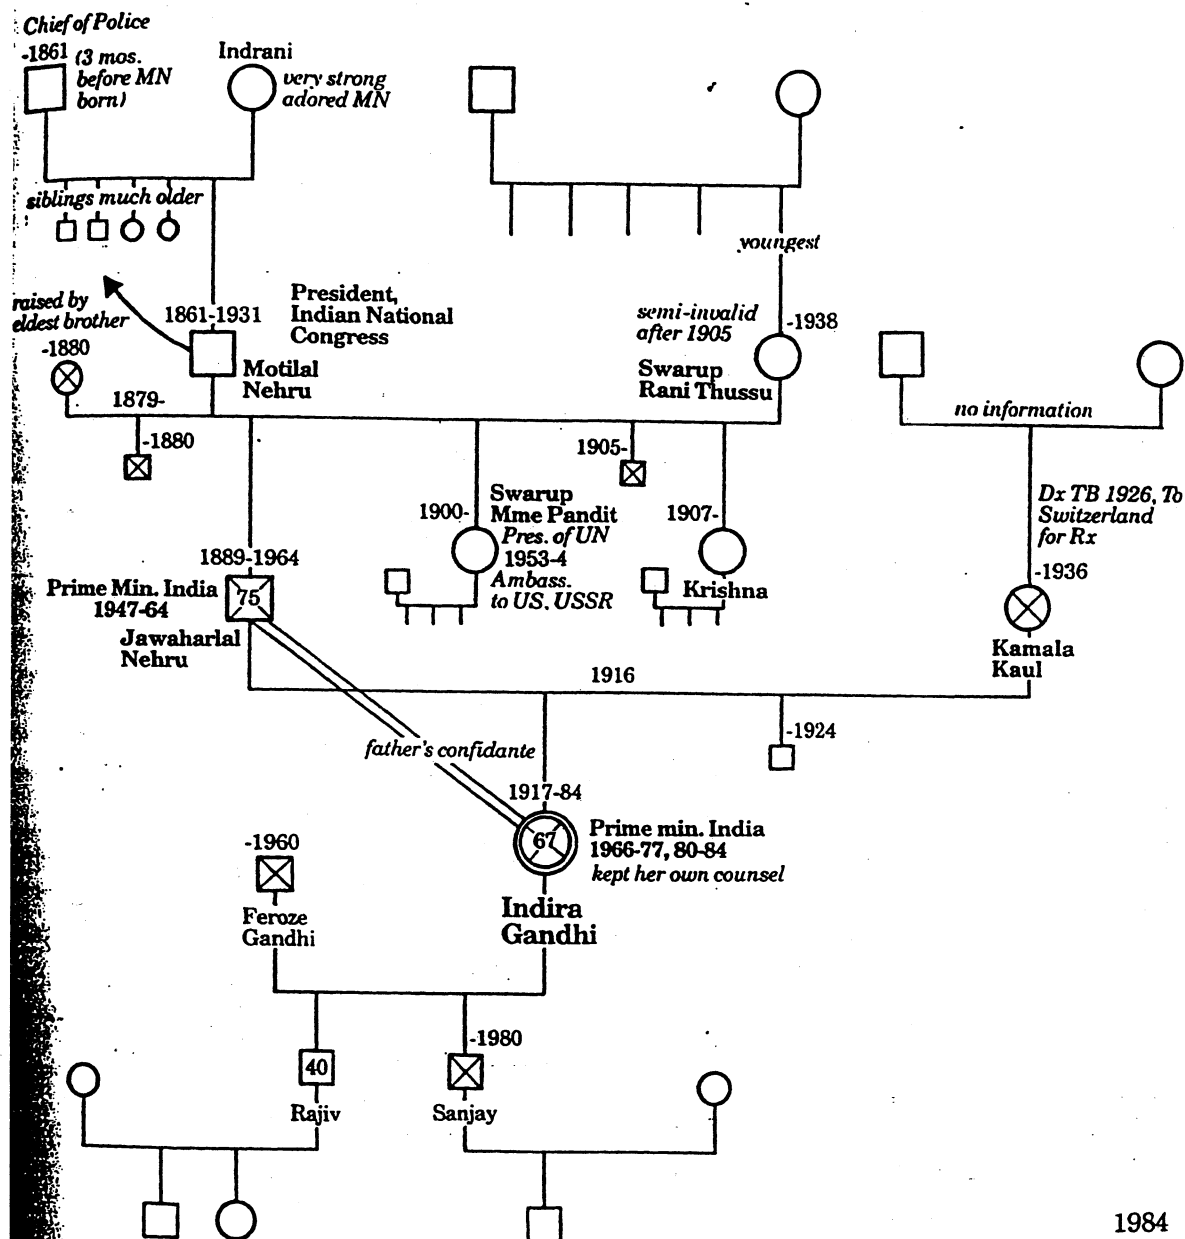 Chief of Police
-1861 (3 mos.
before MN
born)
Indrani
very strong
adored MN
siblings much older
youngest
raised by
eldest brother
-1880
1861-1931
President,
Indian National
Congress
Motilal
Nehru
semi-invalid
after 1905
-1938
Swarup
Rani Thussu
1879-
-1880
1905-
no information
1889-1964
Prime Min. India
1947-64
75
Jawaharlal
Nehru
1900-
Swarup
Mme Pandit
Pres. of UN
1953-4
Ambass.
to US, USSR
1907-
Krishna
Dx TB 1926, To
Switzerland
for Rx
-1936
Kamala
Kaul
1916
-1924
father's confidante
1917-84
67
Prime min. India
1966-77, 80-84
kept her own counsel
Indira
Gandhi
-1960
Feroze
Gandhi
40
Rajiv
-1980
Sanjay
1984